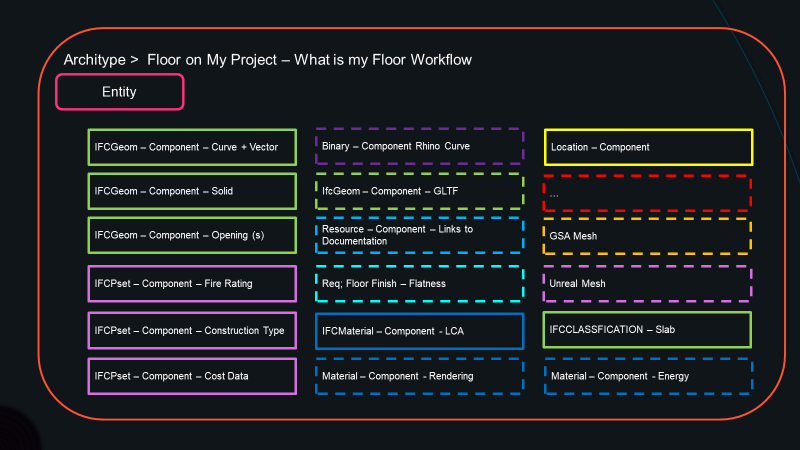 Architype > Floor on My Project – What is my Floor Workflow
Entity
IFCGeom – Component – Curve + Vector
IFCGeom – Component – Solid
IFCGeom – Component – Opening (s)
IFCPset – Component – Fire Rating
IFCPset – Component – Construction Type
IFCPset – Component – Cost Data
Binary – Component Rhino Curve
IfcGeom – Component – GLTF
Resource – Component – Links to
Documentation
Req; Floor Finish – Flatness
IFCMaterial – Component - LCA
Material – Component - Rendering
Location – Component
...
GSA Mesh
Unreal Mesh
IFCCLASSFICATION – Slab
Material – Component - Energy